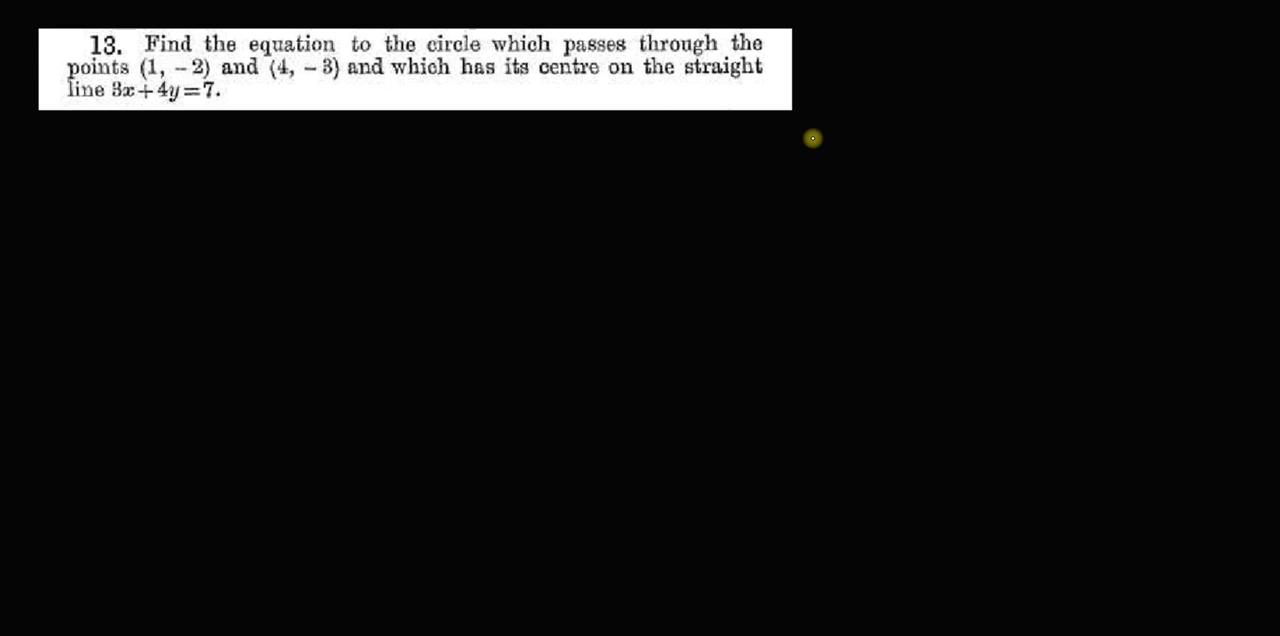 13. Find the equation to the circle which passes through the
points (1, −2) and (4, −3) and which has its centre on the straight
line 3x+4y=7.